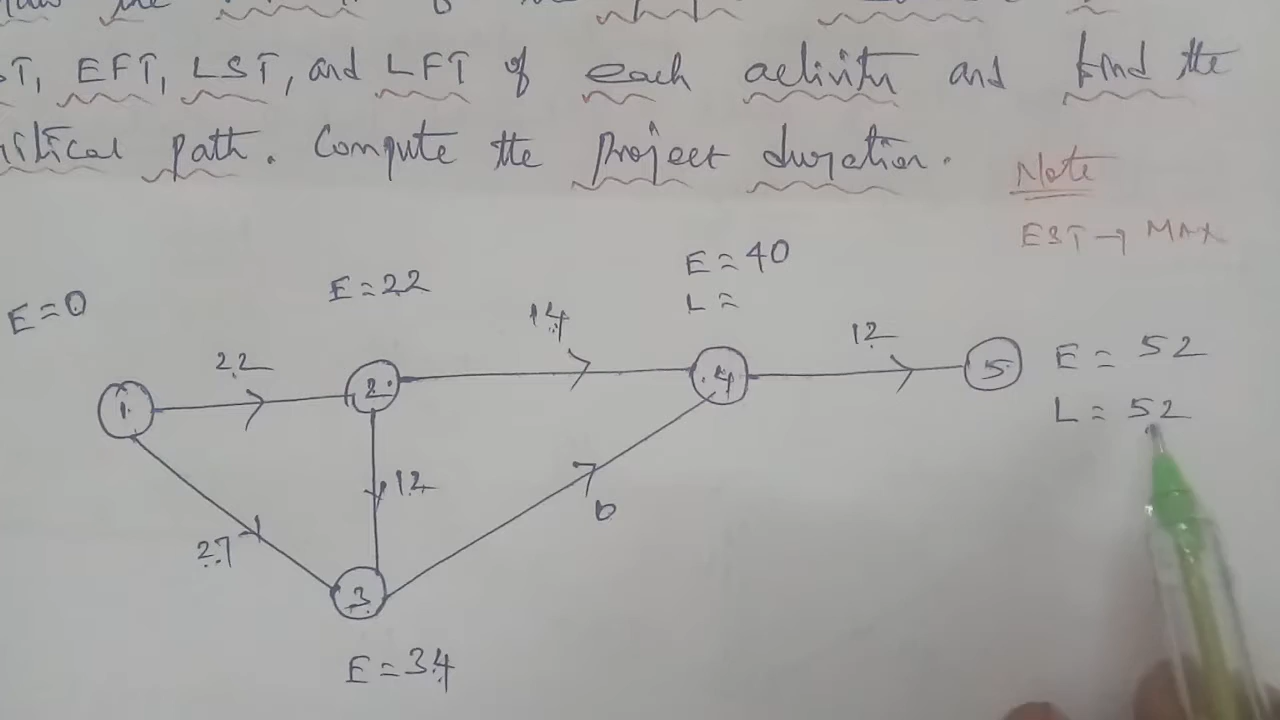 the
T, EFT, LST, and LFT of each activity and find the
path. Compute the project duration.
Note
EST → MAX
E = 0
E = 22
E = 40
L =
22
14
12
E = 52
L = 52
1
2
4
5
12
27
6
3
E = 34